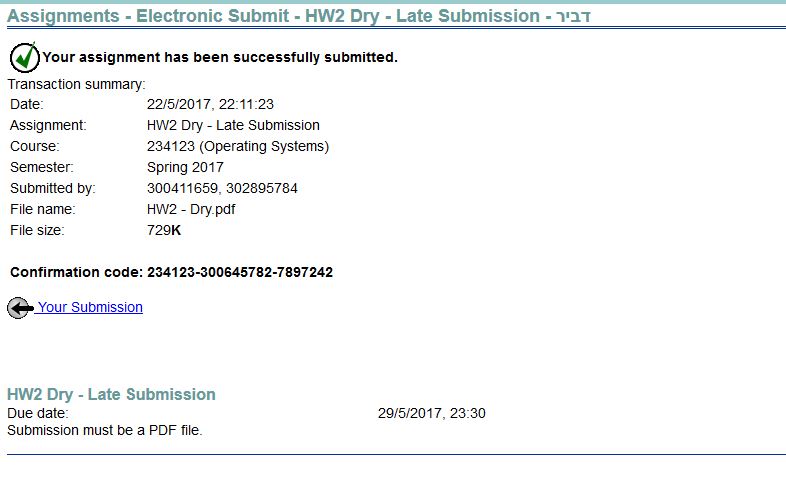 Assignments - Electronic Submit - HW2 Dry - Late Submission - דביר
Your assignment has been successfully submitted.
Transaction summary:
Date: 22/5/2017, 22:11:23
Assignment: HW2 Dry - Late Submission
Course: 234123 (Operating Systems)
Semester: Spring 2017
Submitted by: 300411659, 302895784
File name: HW2 - Dry.pdf
File size: 729K
Confirmation code: 234123-300645782-7897242
Your Submission
HW2 Dry - Late Submission
Due date: 29/5/2017, 23:30
Submission must be a PDF file.